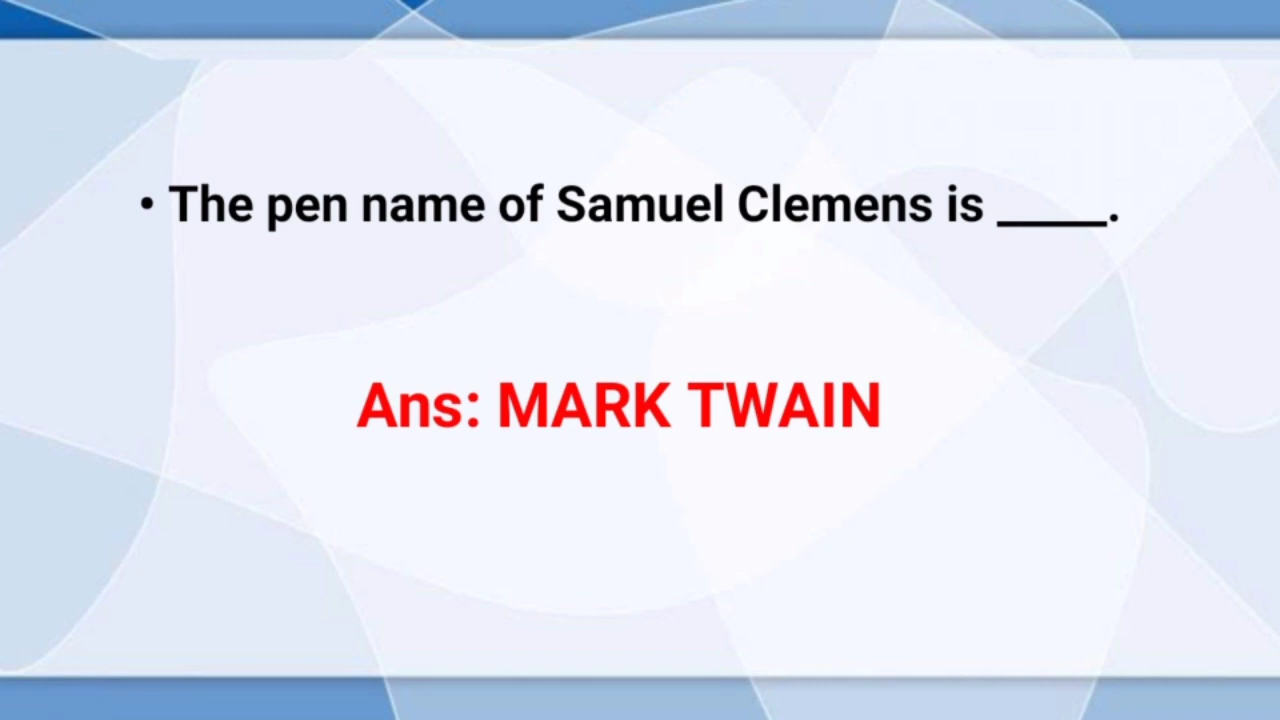 • The pen name of Samuel Clemens is _____.
Ans: MARK TWAIN